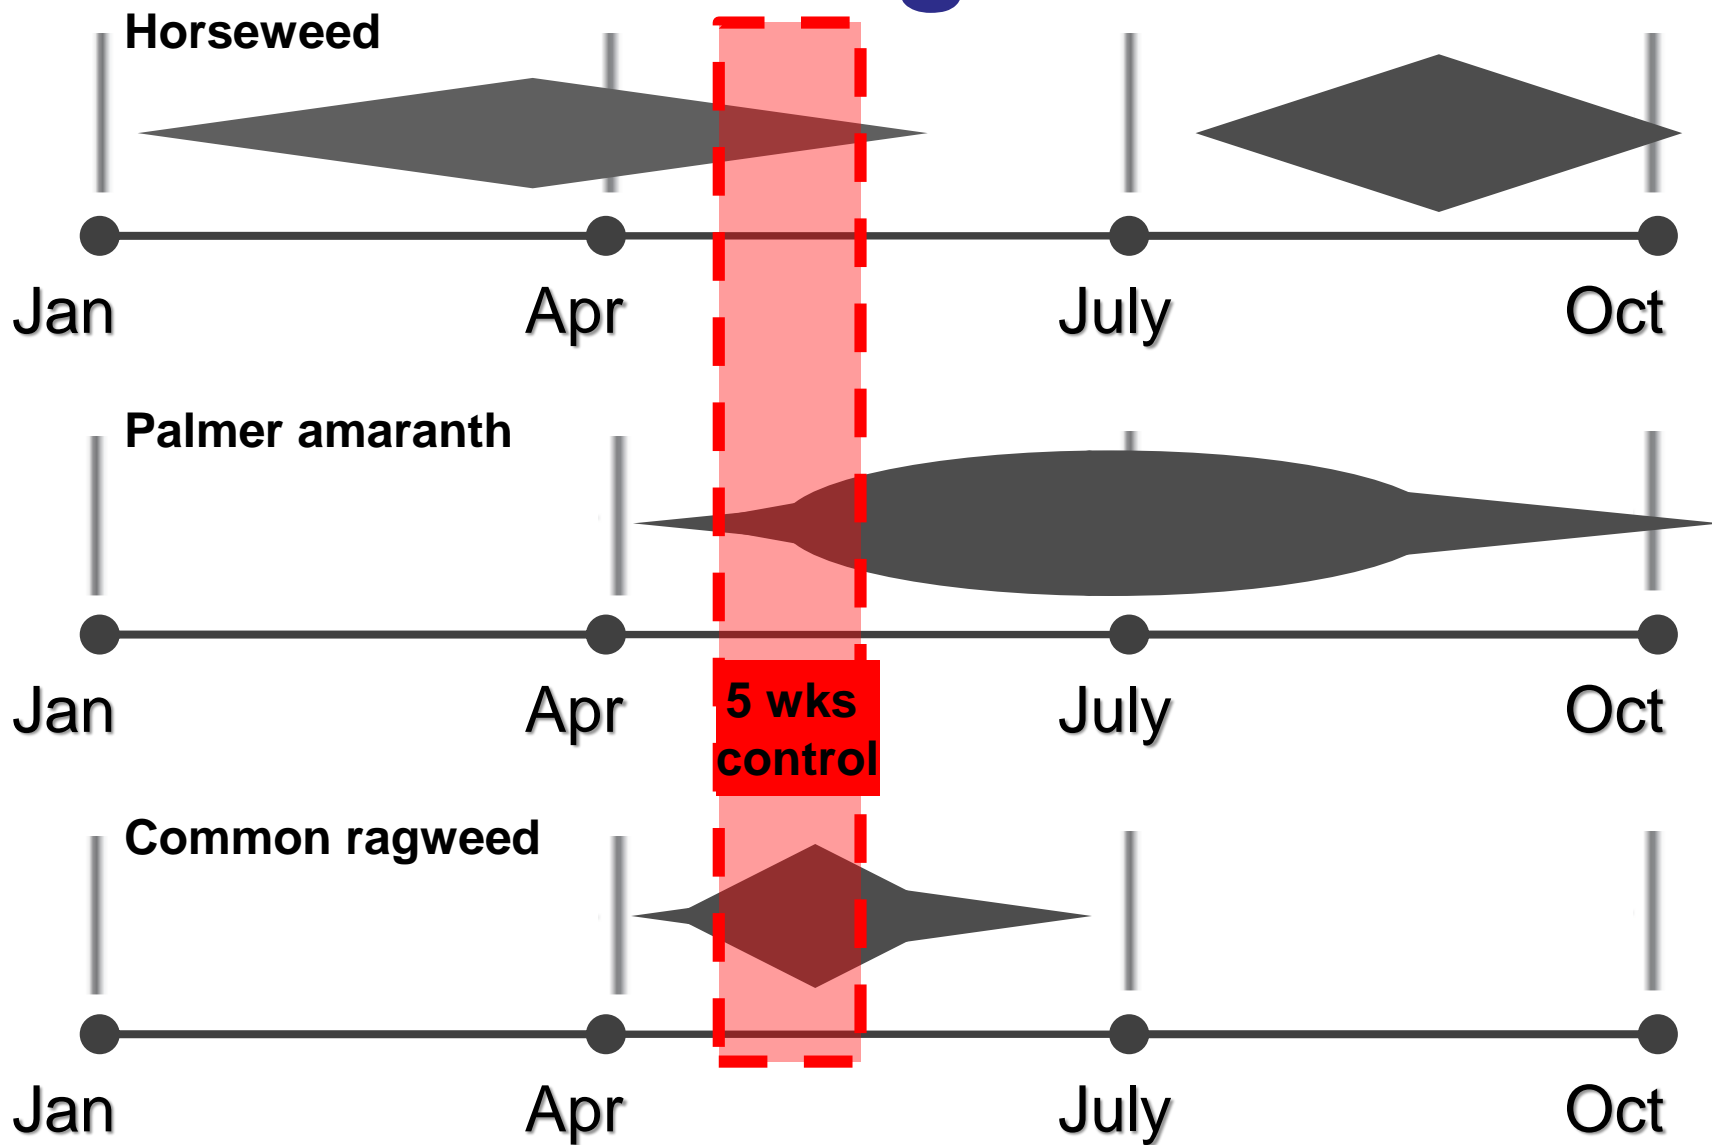 Horseweed
Jan Apr July Oct
Palmer amaranth
Jan Apr July Oct
5 wks
control
Common ragweed
Jan Apr July Oct